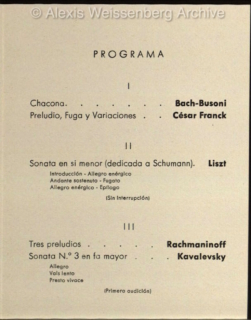 © Alexis Weissenberg Archive
PROGRAMA
I
Chacona. . . . . . . Bach-Busoni
Preludio, Fuga y Variaciones . . César Franck
II
Sonata en si menor (dedicada a Schumann). Liszt
Introducción - Allegro enérgico
Andante sostenuto - Fugato
Allegro enérgico - Epílogo
(Sin interrupción)
III
Tres preludios . . . . . Rachmaninoff
Sonata N.º 3 en fa mayor . . Kavalevsky
Allegro
Vals lento
Presto vivace
(Primera audición)